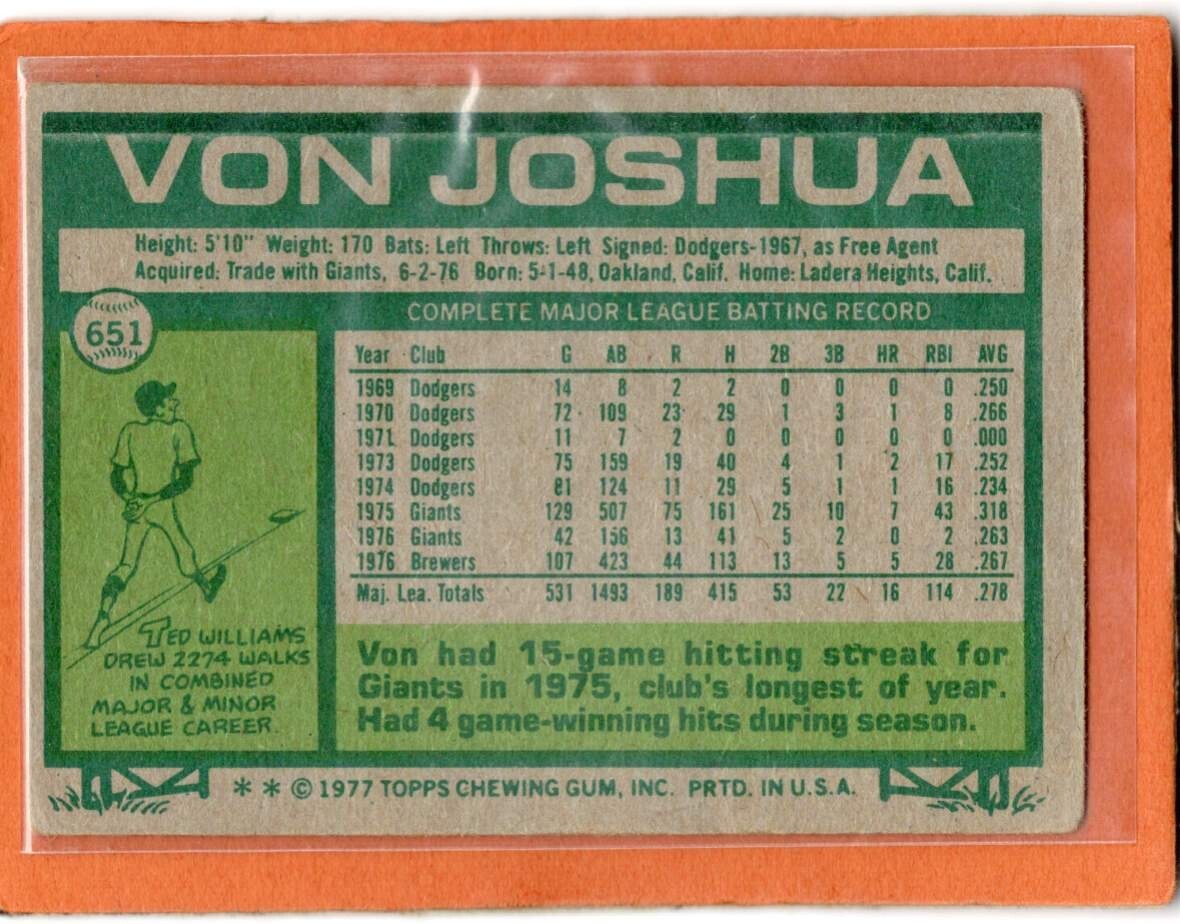 VON JOSHUA
Height: 5'10" Weight: 170 Bats: Left Throws: Left Signed: Dodgers-1967, as Free Agent
Acquired: Trade with Giants, 6-2-76 Born: 5-1-48, Oakland, Calif. Home: Ladera Heights, Calif.
651
COMPLETE MAJOR LEAGUE BATTING RECORD
Year Club G AB R H 2B 3B HR RBI AVG
1969 Dodgers 14 8 2 2 0 0 0 0 .250
1970 Dodgers 72 109 23 29 1 3 1 8 .266
1971 Dodgers 11 7 2 0 0 0 0 0 .000
1973 Dodgers 75 159 19 40 4 1 2 17 .252
1974 Dodgers 81 124 11 29 5 1 1 16 .234
1975 Giants 129 507 75 161 25 10 7 43 .318
1976 Giants 42 156 13 41 5 2 0 2 .263
1976 Brewers 107 423 44 113 13 5 5 28 .267
Maj. Lea. Totals 531 1493 189 415 53 22 16 114 .278
TED WILLIAMS
DREW 2274 WALKS
IN COMBINED
MAJOR & MINOR
LEAGUE CAREER.
Von had 15-game hitting streak for
Giants in 1975, club's longest of year.
Had 4 game-winning hits during season.
* * © 1977 TOPPS CHEWING GUM, INC. PRTD. IN U.S.A.